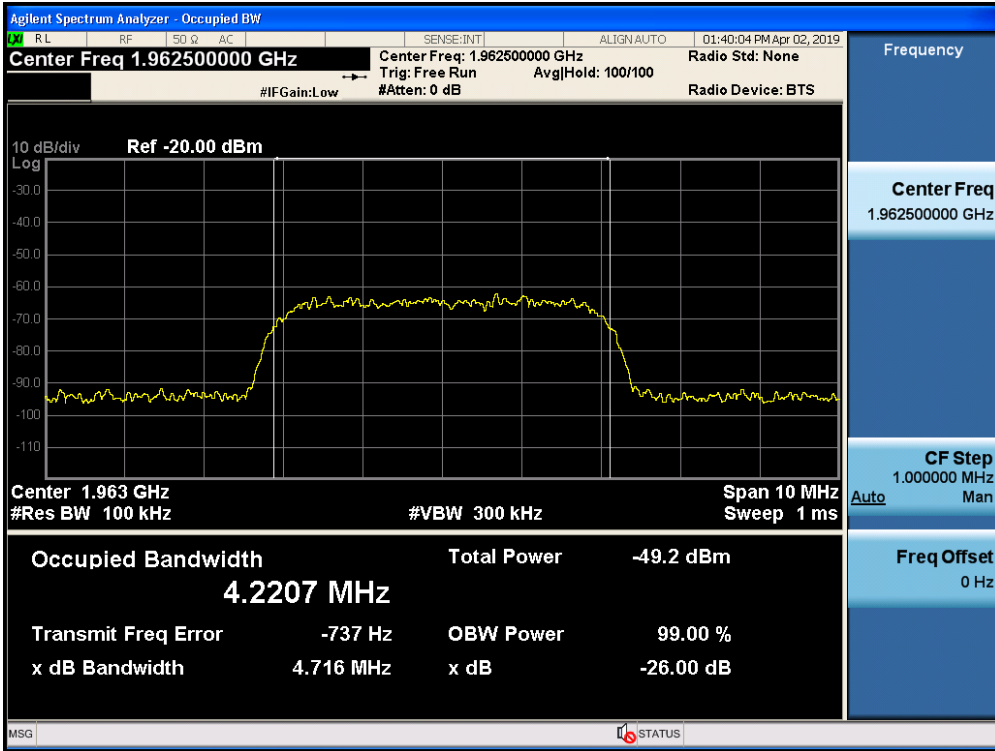 Agilent Spectrum Analyzer - Occupied BW
LXI RL RF 50 Ω AC SENSE:INT ALIGN AUTO 01:40:04 PM Apr 02, 2019
Center Freq 1.962500000 GHz
Center Freq: 1.962500000 GHz
Radio Std: None
Trig: Free Run Avg|Hold: 100/100
#IFGain:Low
#Atten: 0 dB
Radio Device: BTS
Frequency
10 dB/div Ref -20.00 dBm
Log
-30.0
-40.0
-50.0
-60.0
-70.0
-80.0
-90.0
-100
-110
Center 1.963 GHz Span 10 MHz
#Res BW 100 kHz #VBW 300 kHz Sweep 1 ms
Occupied Bandwidth Total Power -49.2 dBm
4.2207 MHz
Transmit Freq Error -737 Hz OBW Power 99.00 %
x dB Bandwidth 4.716 MHz x dB -26.00 dB
Center Freq
1.962500000 GHz
CF Step
1.000000 MHz
Auto Man
Freq Offset
0 Hz
MSG STATUS